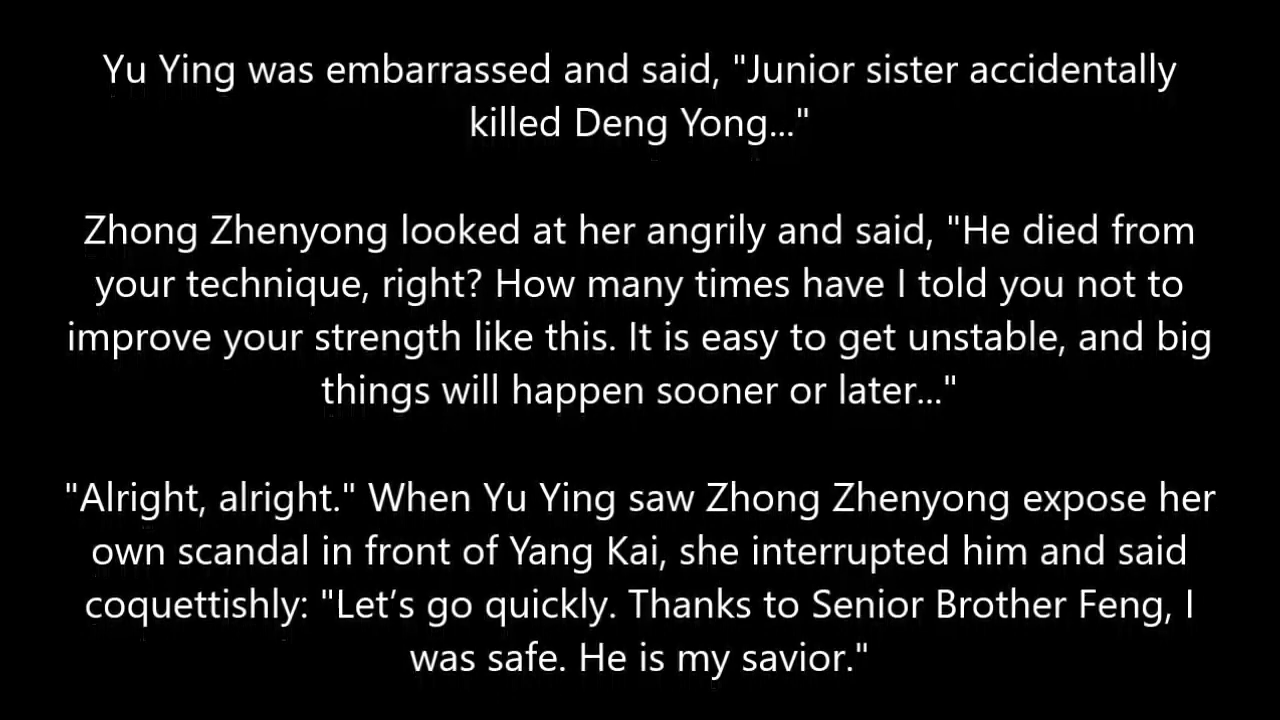 Yu Ying was embarrassed and said, "Junior sister accidentally
killed Deng Yong..."
Zhong Zhenyong looked at her angrily and said, "He died from
your technique, right? How many times have I told you not to
improve your strength like this. It is easy to get unstable, and big
things will happen sooner or later..."
"Alright, alright." When Yu Ying saw Zhong Zhenyong expose her
own scandal in front of Yang Kai, she interrupted him and said
coquettishly: "Let’s go quickly. Thanks to Senior Brother Feng, I
was safe. He is my savior."